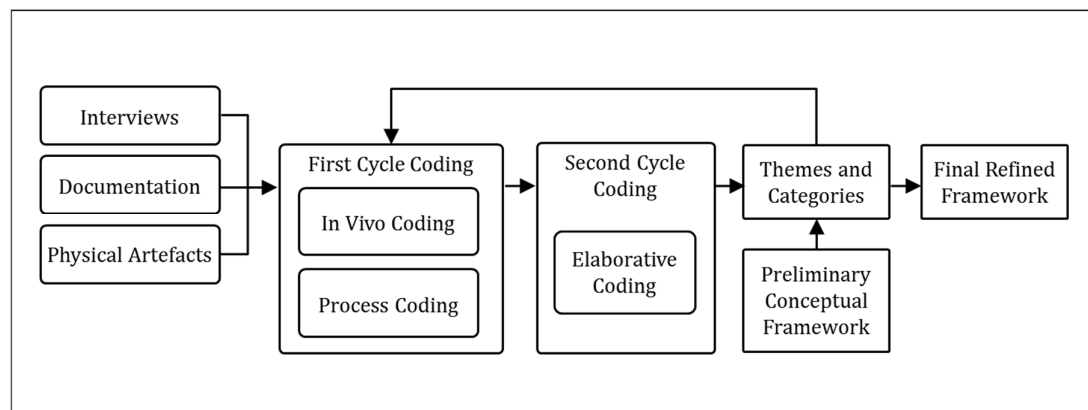 Interviews
Documentation
Physical Artefacts
First Cycle Coding
In Vivo Coding
Process Coding
Second Cycle
Coding
Elaborative
Coding
Themes and
Categories
Preliminary
Conceptual
Framework
Final Refined
Framework